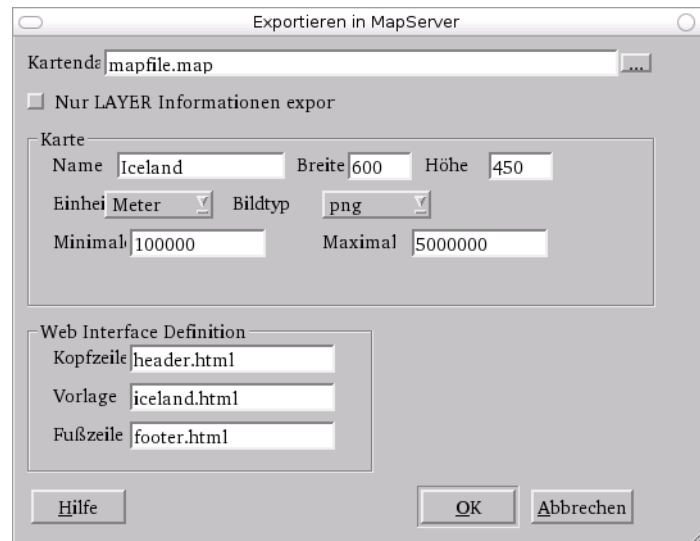 Exportieren in MapServer
Kartenda mapfile.map ...
Nur LAYER Informationen expor
Karte
Name Iceland Breite 600 Höhe 450
Einhei Meter Bildtyp png
Minimal 100000 Maximal 5000000
Web Interface Definition
Kopfzeile header.html
Vorlage iceland.html
Fußzeile footer.html
Hilfe OK Abbrechen